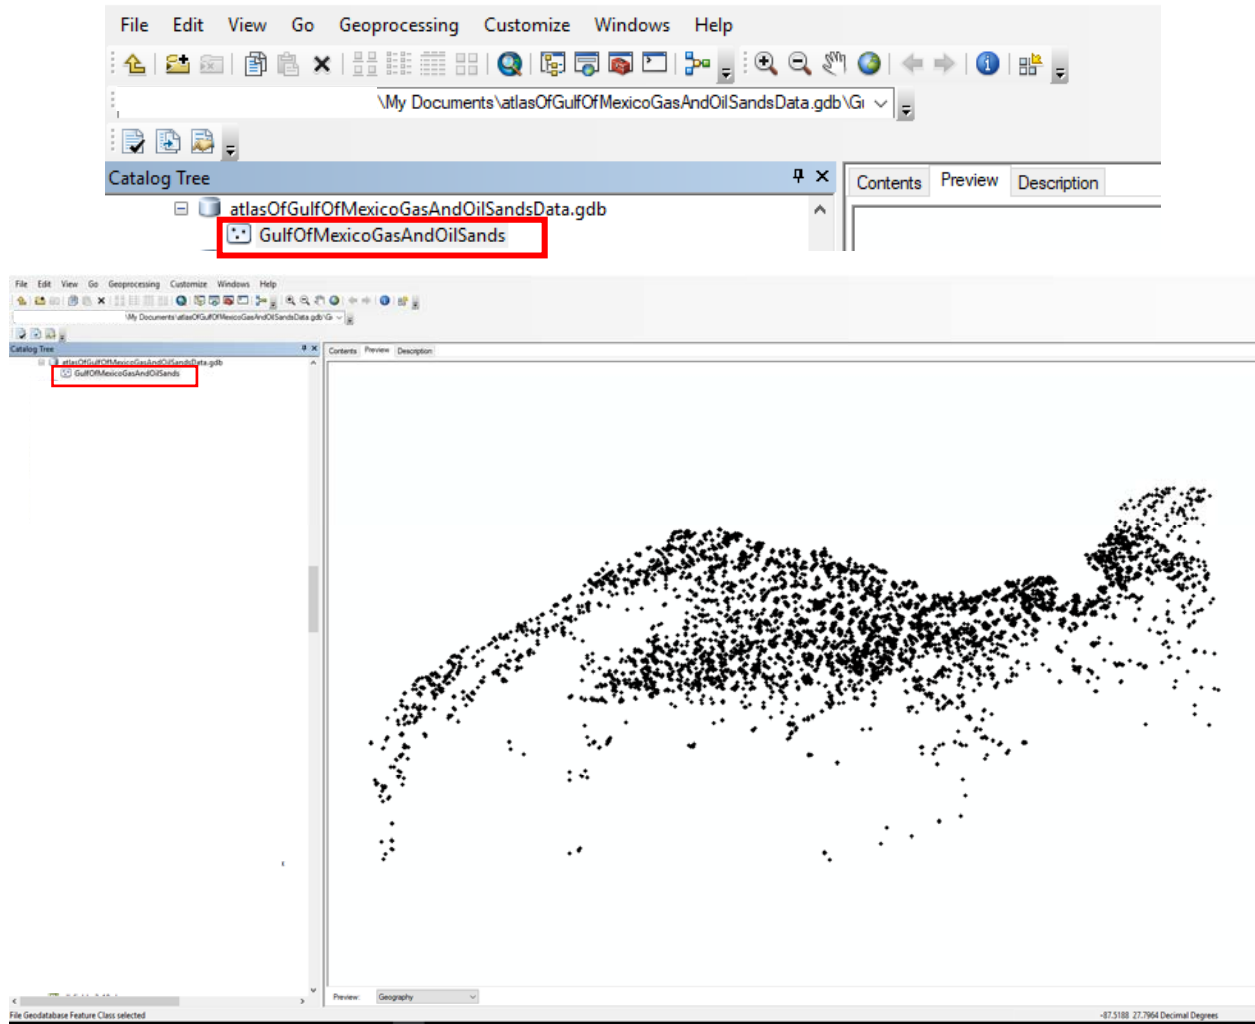 File Edit View Go Geoprocessing Customize Windows Help
\My Documents\atlasOfGulfOfMexicoGasAndOilSandsData.gdb\G
Catalog Tree
Contents Preview Description
atlasOfGulfOfMexicoGasAndOilSandsData.gdb
GulfOfMexicoGasAndOilSands
File Edit View Go Geoprocessing Customize Windows Help
\My Documents\atlasOfGulfOfMexicoGasAndOilSandsData.gdb\G
Catalog Tree
Contents Preview Description
atlasOfGulfOfMexicoGasAndOilSandsData.gdb
GulfOfMexicoGasAndOilSands
Preview: Geography
File Geodatabase Feature Class selected
-87.5188 27.7964 Decimal Degrees